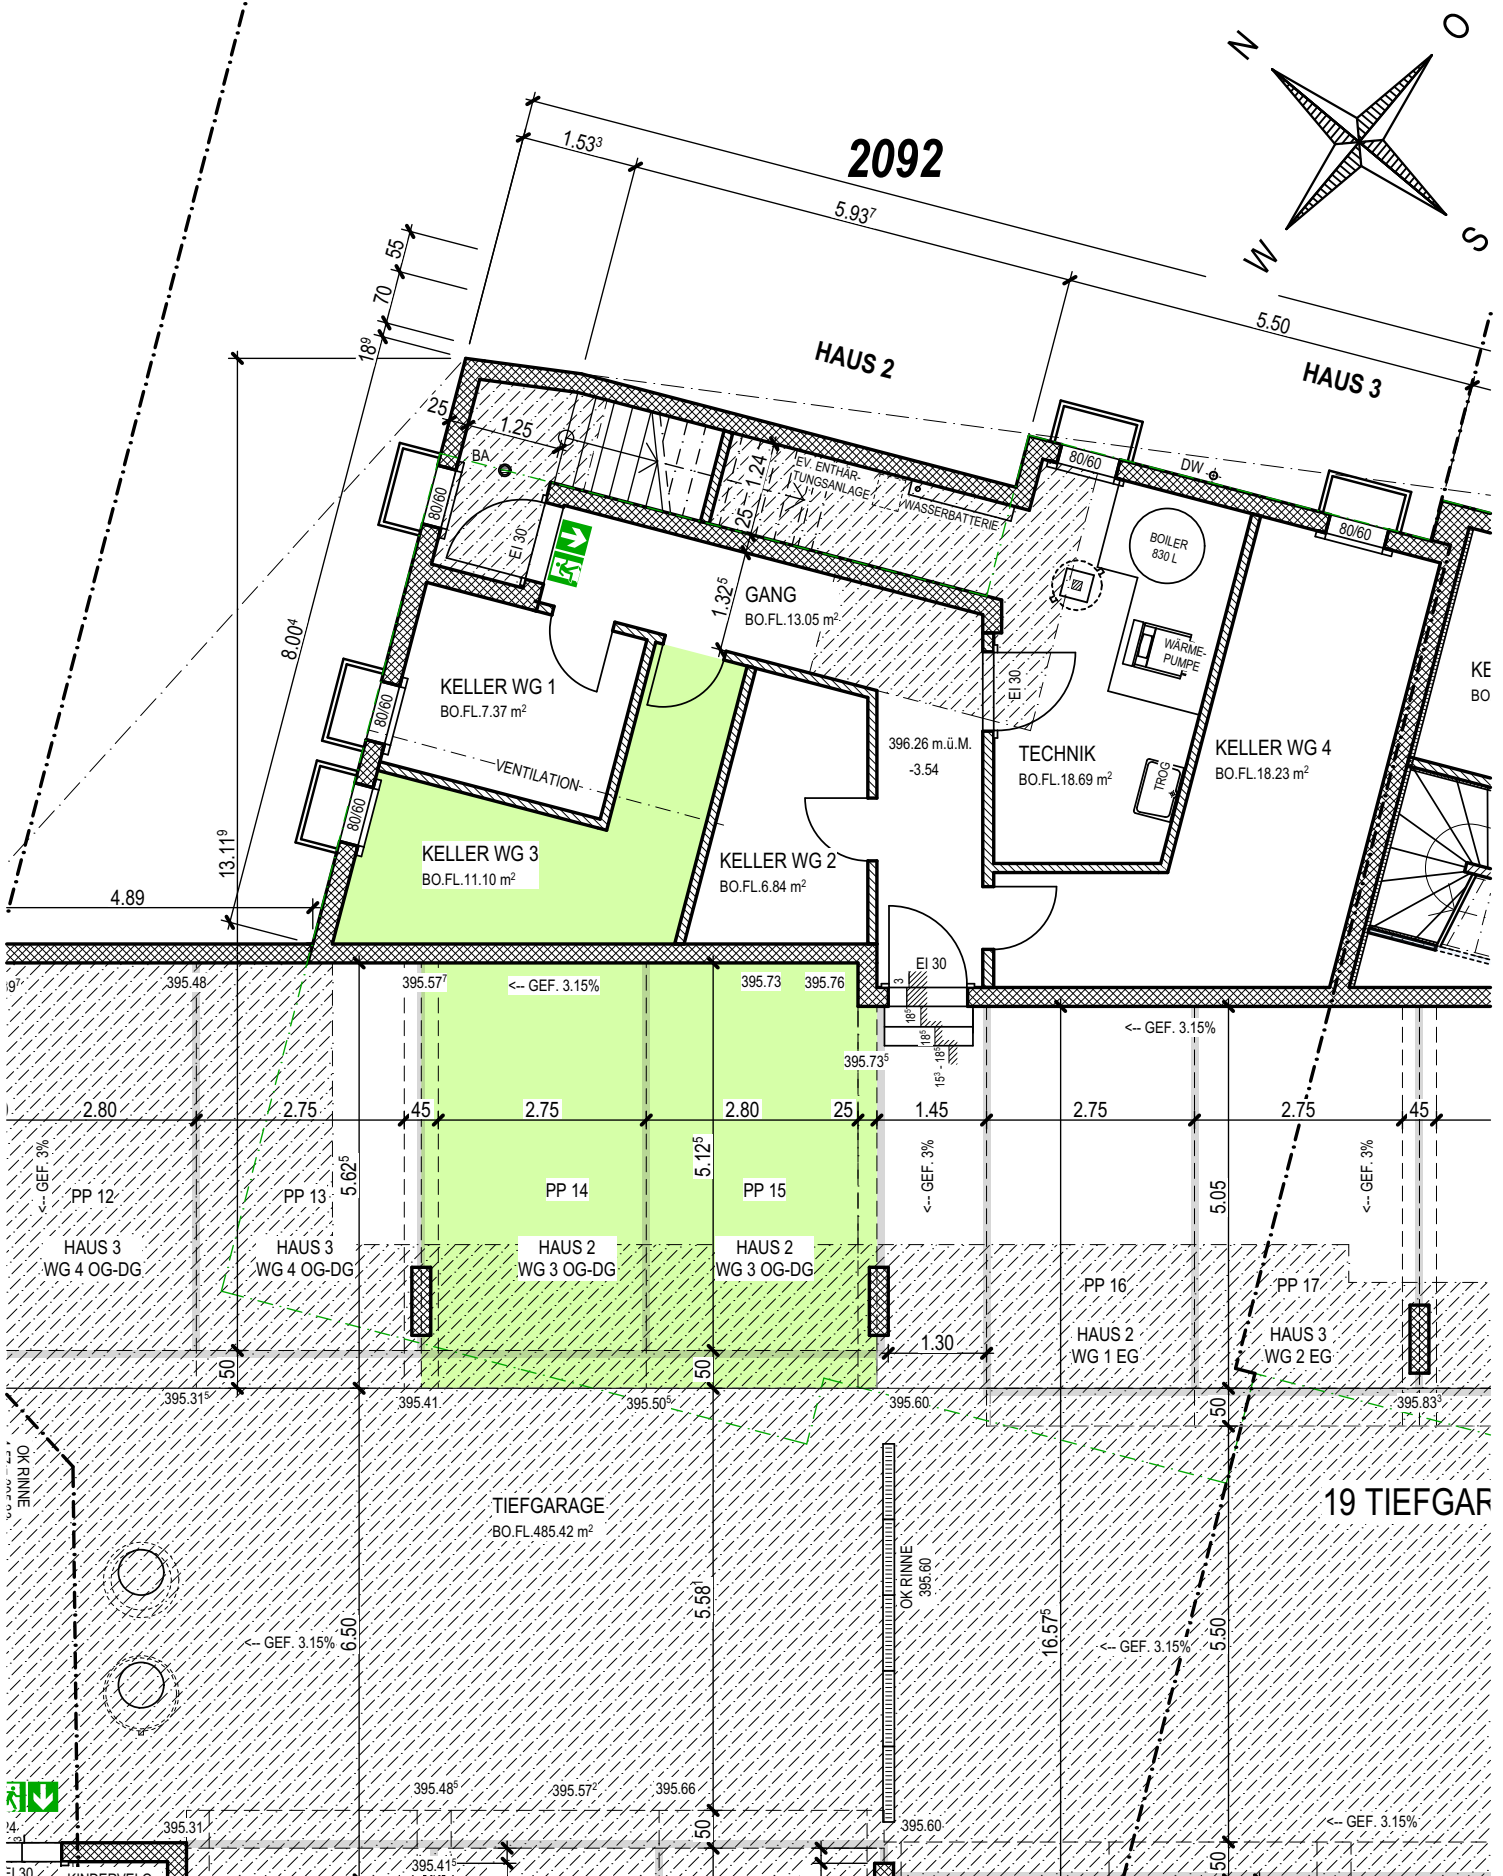 N
O
W
S
2092
1.53³
5.93⁷
5.50
55
70
18⁹
HAUS 2
HAUS 3
25
1.25
BA
80/60
EI 30
1.24
25
EV. ENTHÄR-
TUNGSANLAGE
WASSERBATTERIE
80/60
DW
80/60
BOILER
830 L
1.32⁵
GANG
BO.FL.13.05 m²
8.00⁴
WÄRME-
PUMPE
EI 30
KELLER WG 1
BO.FL.7.37 m²
80/60
VENTILATION
80/60
396.26 m.ü.M.
-3.54
TECHNIK
BO.FL.18.69 m²
TROG
KELLER WG 4
BO.FL.18.23 m²
KE
BO
13.11⁹
KELLER WG 3
BO.FL.11.10 m²
KELLER WG 2
BO.FL.6.84 m²
4.89
EI 30
395.48
395.57⁷
<-- GEF. 3.15%
395.73
395.76
3
18⁵
18⁵
15³ - 18⁵
<-- GEF. 3.15%
395.73⁵
2.80
2.75
45
2.75
2.80
25
1.45
2.75
2.75
45
<-- GEF. 3%
5.62⁵
5.12⁵
<-- GEF. 3%
5.05
<-- GEF. 3%
PP 12
PP 13
PP 14
PP 15
HAUS 3
WG 4 OG-DG
HAUS 3
WG 4 OG-DG
HAUS 2
WG 3 OG-DG
HAUS 2
WG 3 OG-DG
PP 16
PP 17
HAUS 2
WG 1 EG
HAUS 3
WG 2 EG
1.30
50
50
50
395.31⁵
395.41
395.50⁵
395.60
395.83³
OK RINNE
TIEFGARAGE
BO.FL.485.42 m²
19 TIEFGAR
OK RINNE
395.60
5.58¹
6.50
16.57⁵
5.50
<-- GEF. 3.15%
<-- GEF. 3.15%
395.48⁵
395.57²
395.66
395.31
50
395.60
<-- GEF. 3.15%
395.41⁵
50